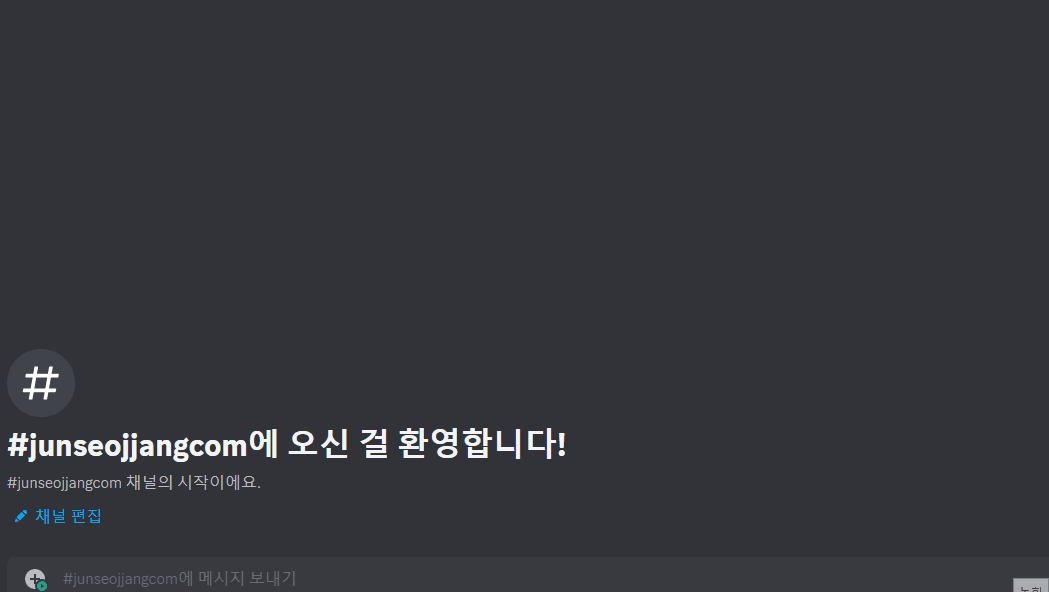 #junseojjangcom에 오신 걸 환영합니다!
#junseojjangcom 채널의 시작이에요.
채널 편집
#junseojjangcom에 메시지 보내기